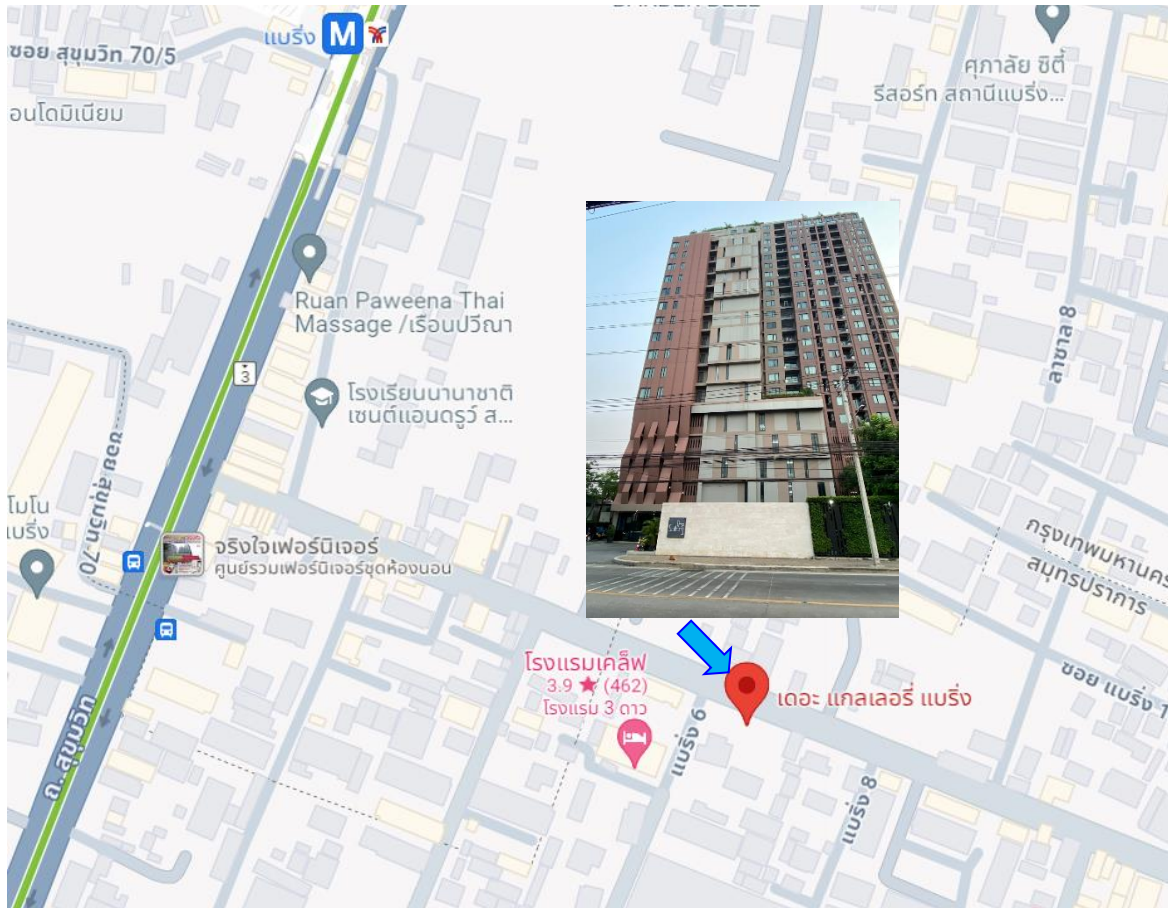 แบริ่ง
M
ซอย สุขุมวิท 70/5
อนโดมิเนียม
ศุภาลัย ซิตี้
รีสอร์ท สถานีแบริ่ง...
Ruan Paweena Thai
Massage /เรือนปวีณา
3
โรงเรียนนานาชาติ
เซนต์แอนดรูว์ ส...
ลาซาล 8
ซอย สุขุมวิท 70
โมโน
แบริ่ง
จริงใจเฟอร์นิเจอร์
ศูนย์รวมเฟอร์นิเจอร์ชุดห้องนอน
กรุงเทพมหานคร
สมุทรปราการ
โรงแรมเคล็ฟ
3.9 ★ (462)
โรงแรม 3 ดาว
เดอะ แกลเลอรี่ แบริ่ง
ซอย แบริ่ง 1
แบริ่ง 6
แบริ่ง 8
ถ. สุขุมวิท